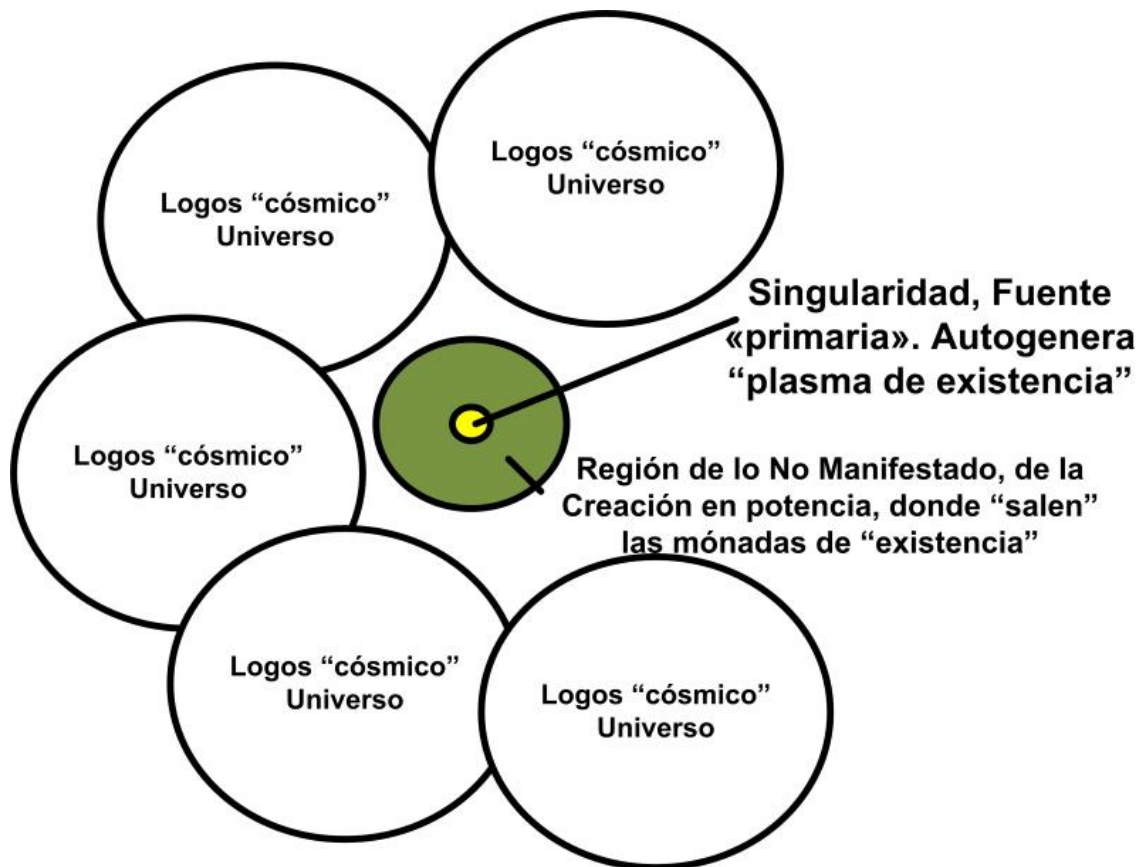 Logos “cósmico”
Universo
Logos “cósmico”
Universo
Singularidad, Fuente
«primaria». Autogenera
“plasma de existencia”
Logos “cósmico”
Universo
Región de lo No Manifestado, de la
Creación en potencia, donde “salen”
las mónadas de “existencia”
Logos “cósmico”
Universo
Logos “cósmico”
Universo